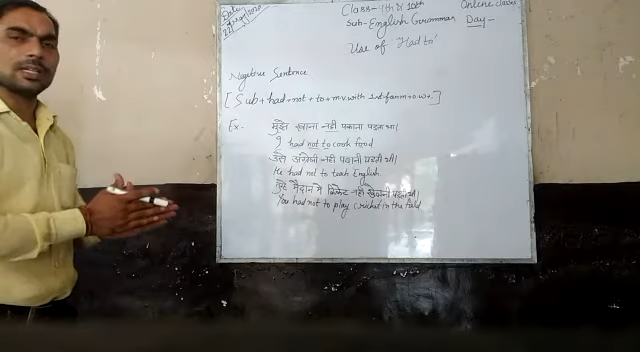 Date
Class - 9th & 10th
Online classes
Sub - English Grammar
Day -
Use of "Had to"
Negative Sentence
[Sub + had + not + to + m.v. with 1st form + o.w +.]
Ex:- मुझे खाना नहीं पकाना पड़ता था।
I had not to cook food
उसे अंग्रेजी नहीं पढ़ानी पड़ती थी।
He had not to teach English.
तुम्हे मैदान में क्रिकेट नहीं खेलना पड़ता था।
You had not to play cricket in the field